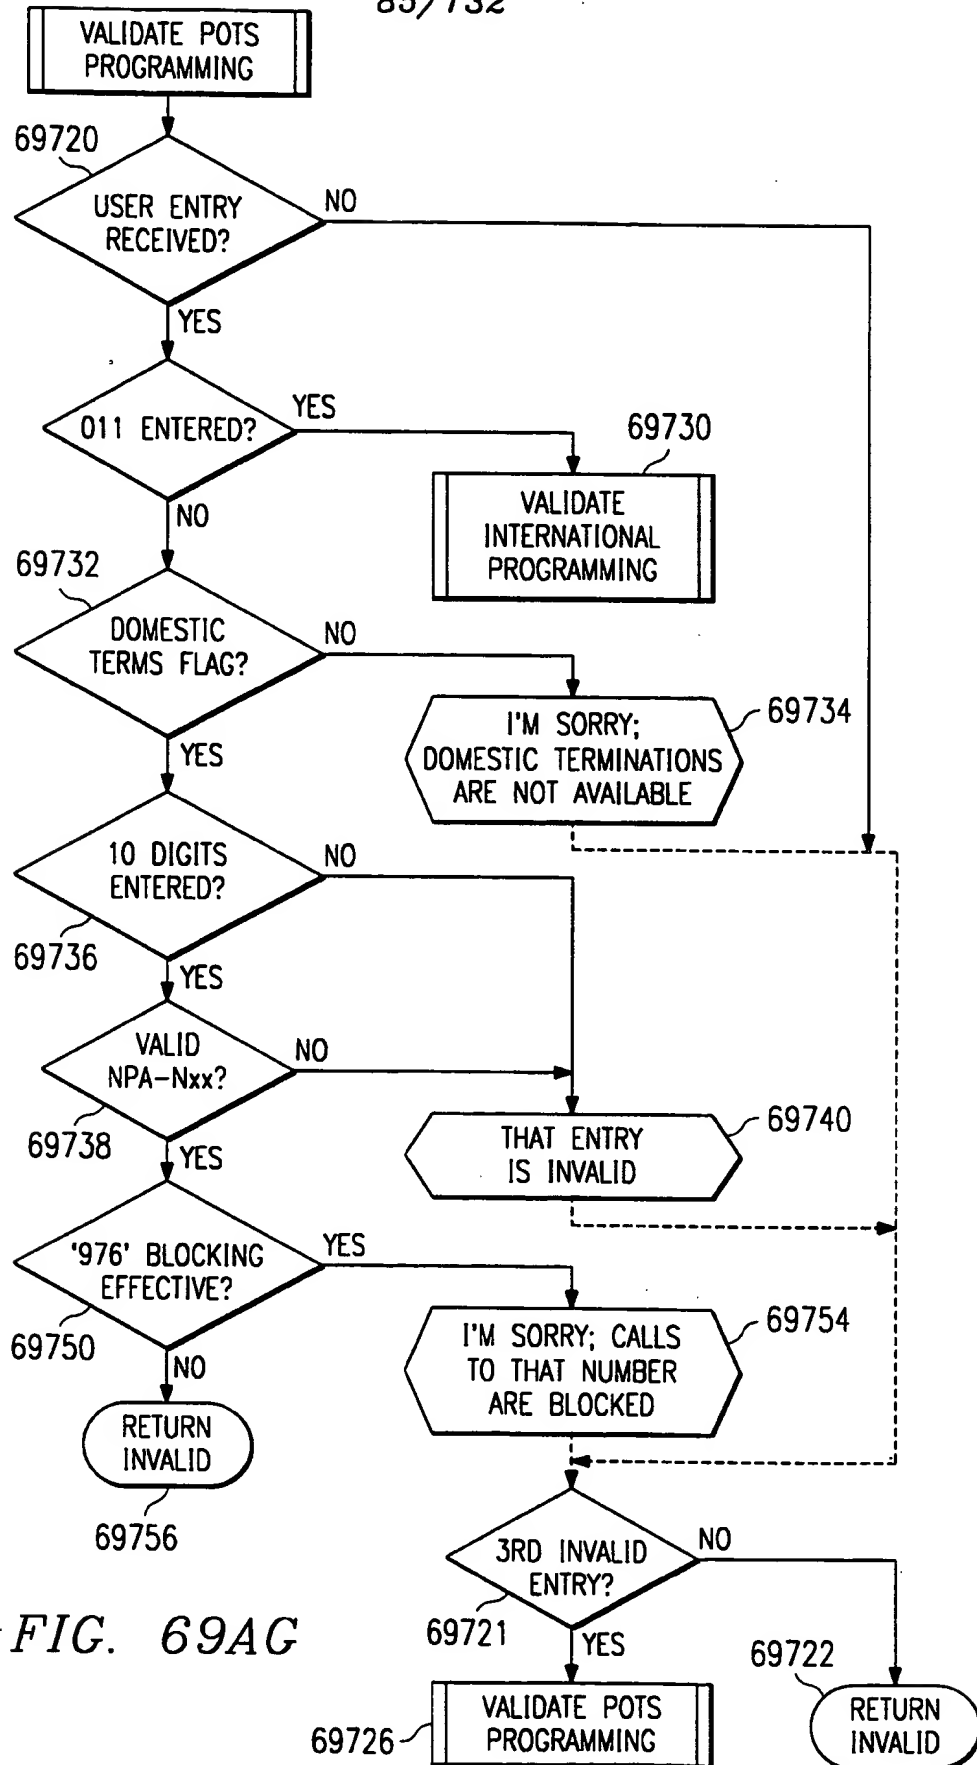 85/132
VALIDATE POTS
PROGRAMMING
69720
USER ENTRY
RECEIVED?
NO
YES
011 ENTERED?
YES
NO
69730
VALIDATE
INTERNATIONAL
PROGRAMMING
69732
DOMESTIC
TERMS FLAG?
NO
YES
I'M SORRY;
DOMESTIC TERMINATIONS
ARE NOT AVAILABLE
69734
10 DIGITS
ENTERED?
NO
69736
YES
VALID
NPA-Nxx?
NO
69738
YES
THAT ENTRY
IS INVALID
69740
'976' BLOCKING
EFFECTIVE?
YES
69750
NO
I'M SORRY; CALLS
TO THAT NUMBER
ARE BLOCKED
69754
RETURN
INVALID
69756
3RD INVALID
ENTRY?
NO
69721
YES
69722
VALIDATE POTS
PROGRAMMING
69726
RETURN
INVALID
FIG. 69AG